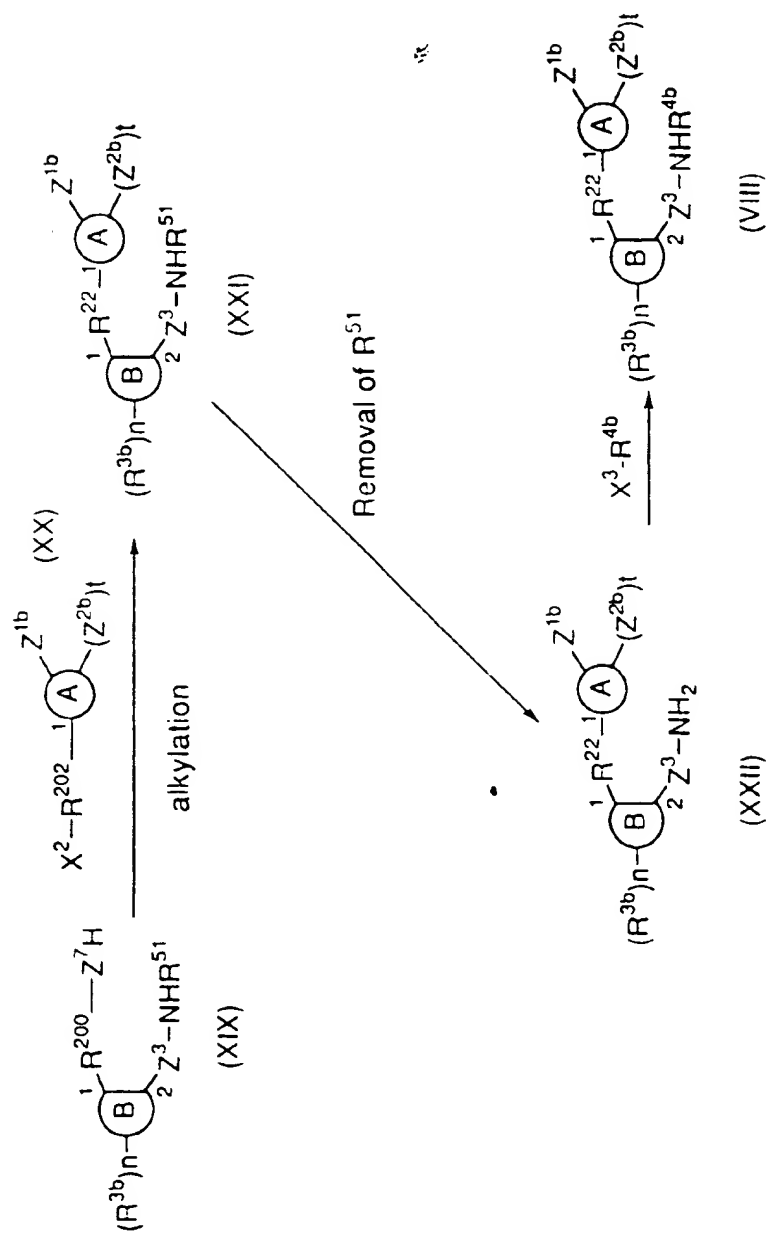 X²—R²⁰²—¹ A Z¹ᵇ (Z²ᵇ)t (XX)
(R³ᵇ)n— B ¹ R²⁰⁰—Z⁷H ² Z³–NHR⁵¹
(XIX)
alkylation
(R³ᵇ)n— B ¹ R²²—¹ A Z¹ᵇ (Z²ᵇ)t ² Z³–NHR⁵¹
(XXI)
Removal of R⁵¹
(R³ᵇ)n— B ¹ R²²—¹ A Z¹ᵇ (Z²ᵇ)t ² Z³–NH₂
(XXII)
X³-R⁴ᵇ
(R³ᵇ)n— B ¹ R²²—¹ A Z¹ᵇ (Z²ᵇ)t ² Z³–NHR⁴ᵇ
(VIII)